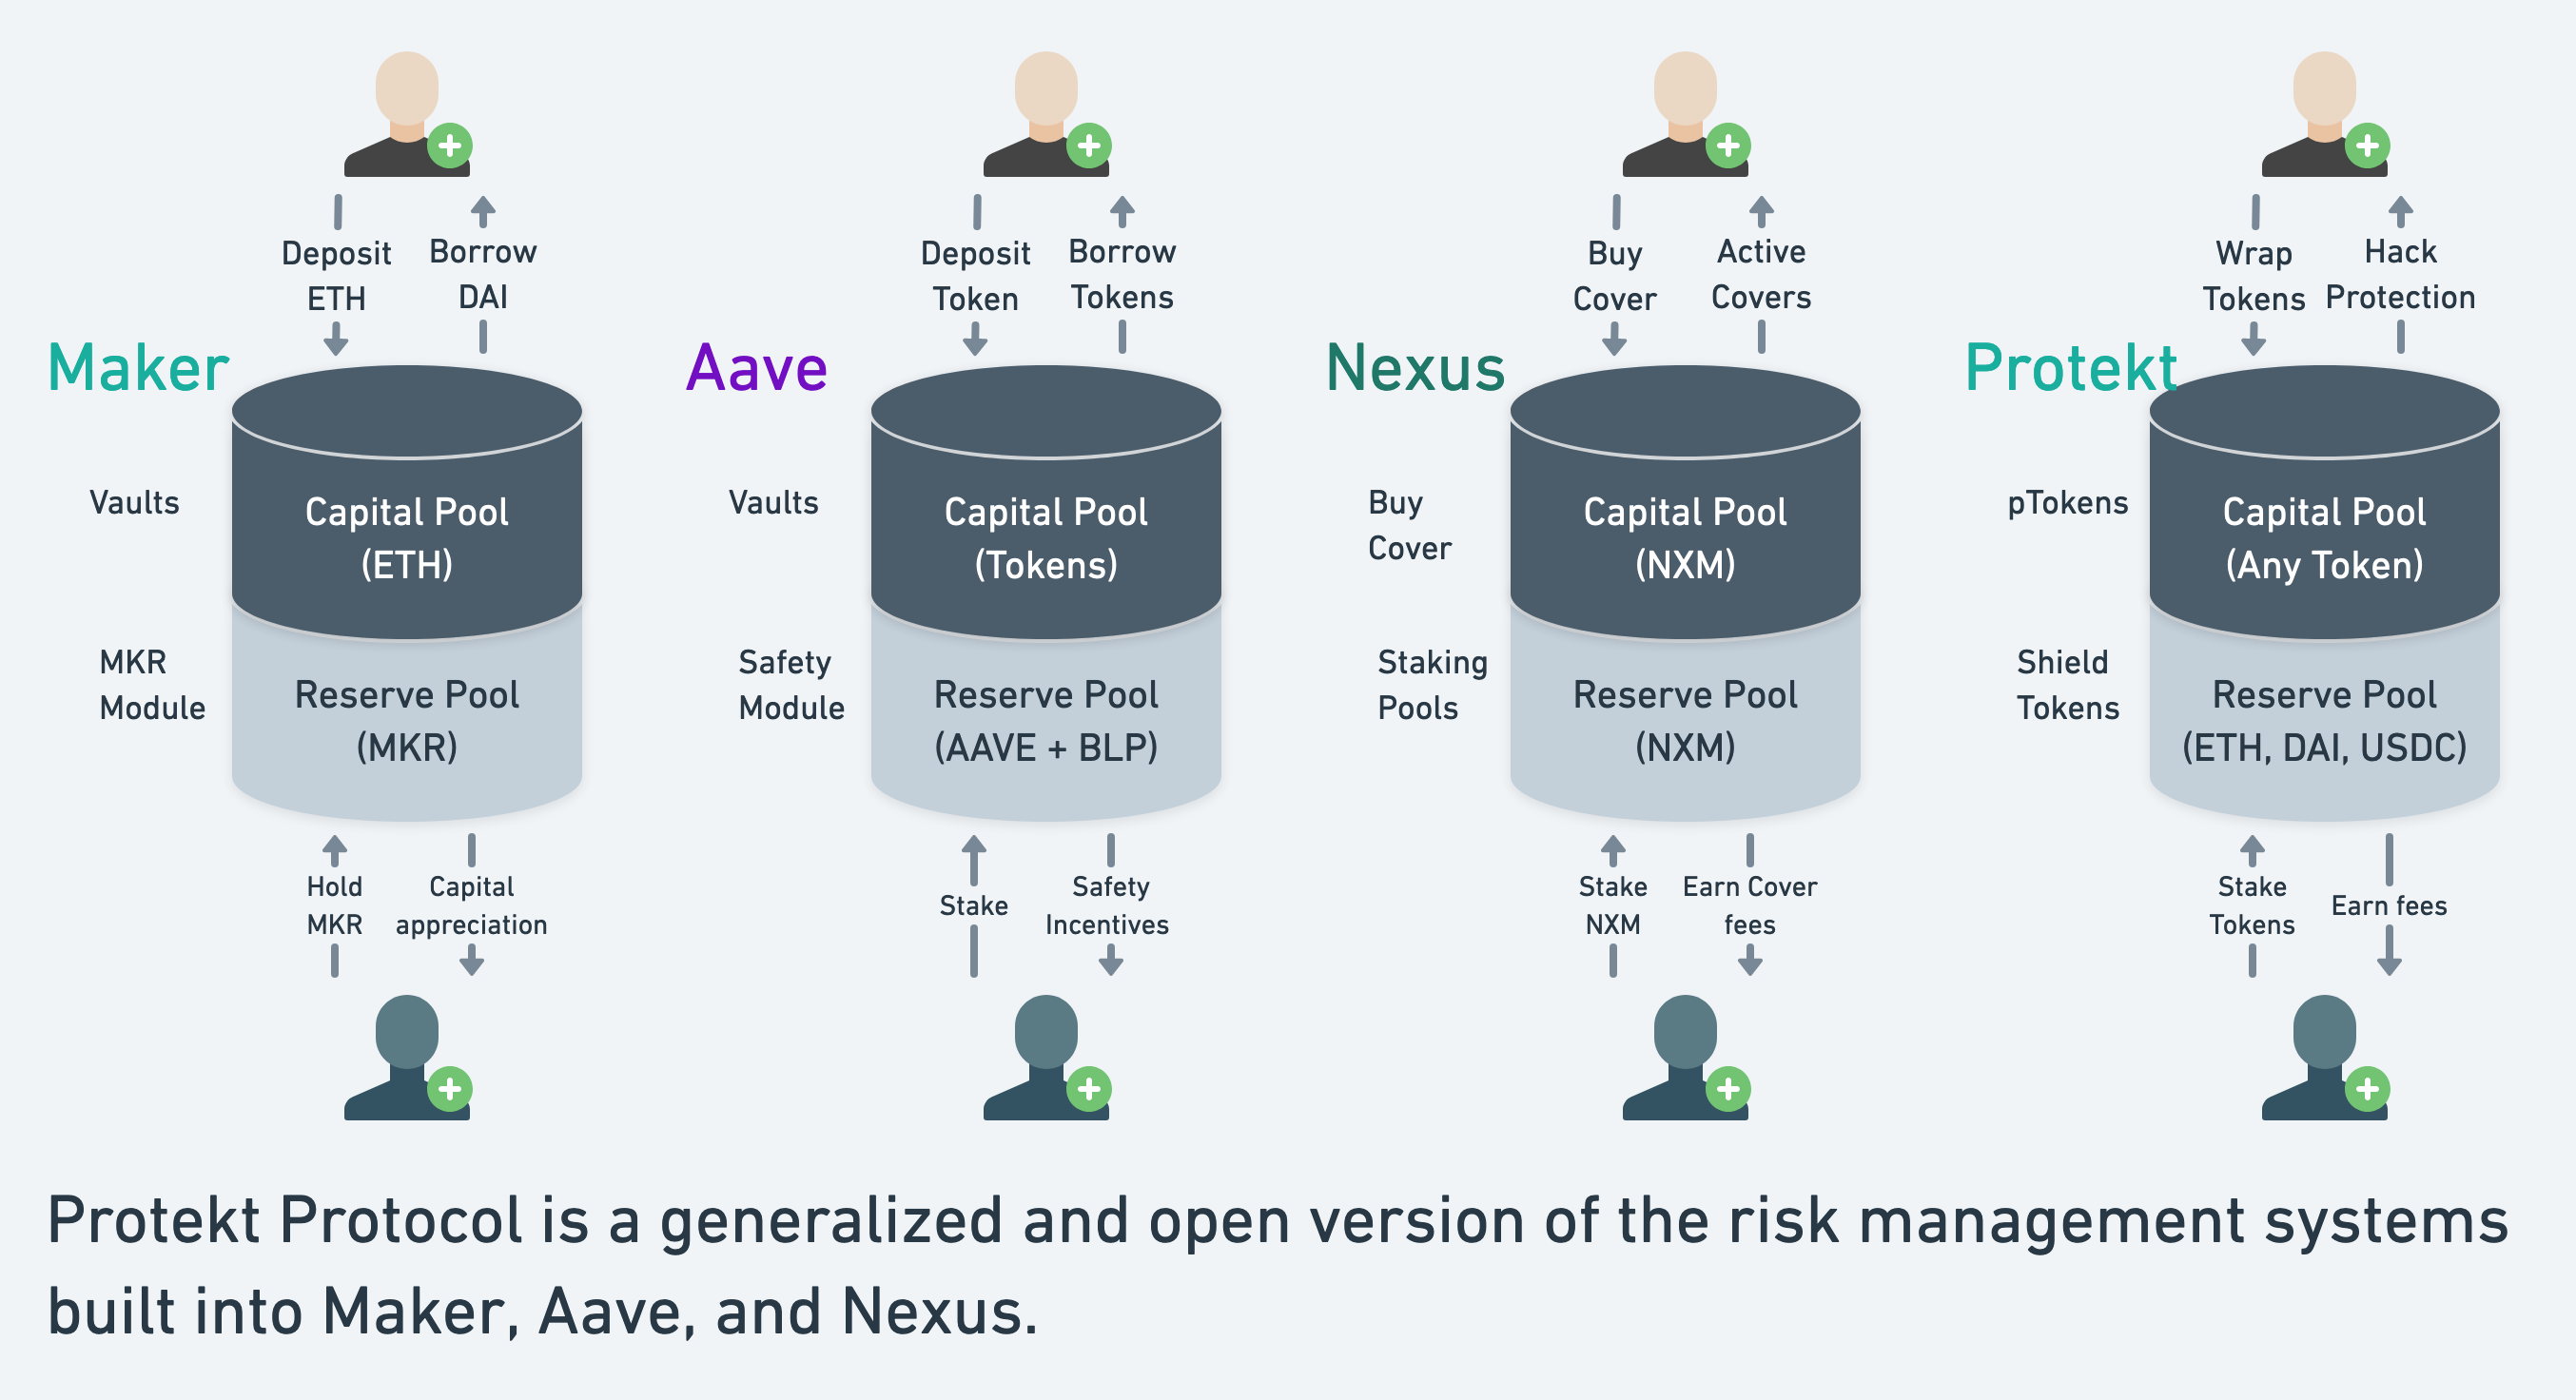 Deposit
ETH
Borrow
DAI
Maker
Vaults
Capital Pool
(ETH)
MKR
Module
Reserve Pool
(MKR)
Hold
MKR
Capital
appreciation
Deposit
Token
Borrow
Tokens
Aave
Vaults
Capital Pool
(Tokens)
Safety
Module
Reserve Pool
(AAVE + BLP)
Stake
Safety
Incentives
Buy
Cover
Active
Covers
Nexus
Buy
Cover
Capital Pool
(NXM)
Staking
Pools
Reserve Pool
(NXM)
Stake
NXM
Earn Cover
fees
Wrap
Tokens
Hack
Protection
Protekt
pTokens
Capital Pool
(Any Token)
Shield
Tokens
Reserve Pool
(ETH, DAI, USDC)
Stake
Tokens
Earn fees
Protekt Protocol is a generalized and open version of the risk management systems
built into Maker, Aave, and Nexus.